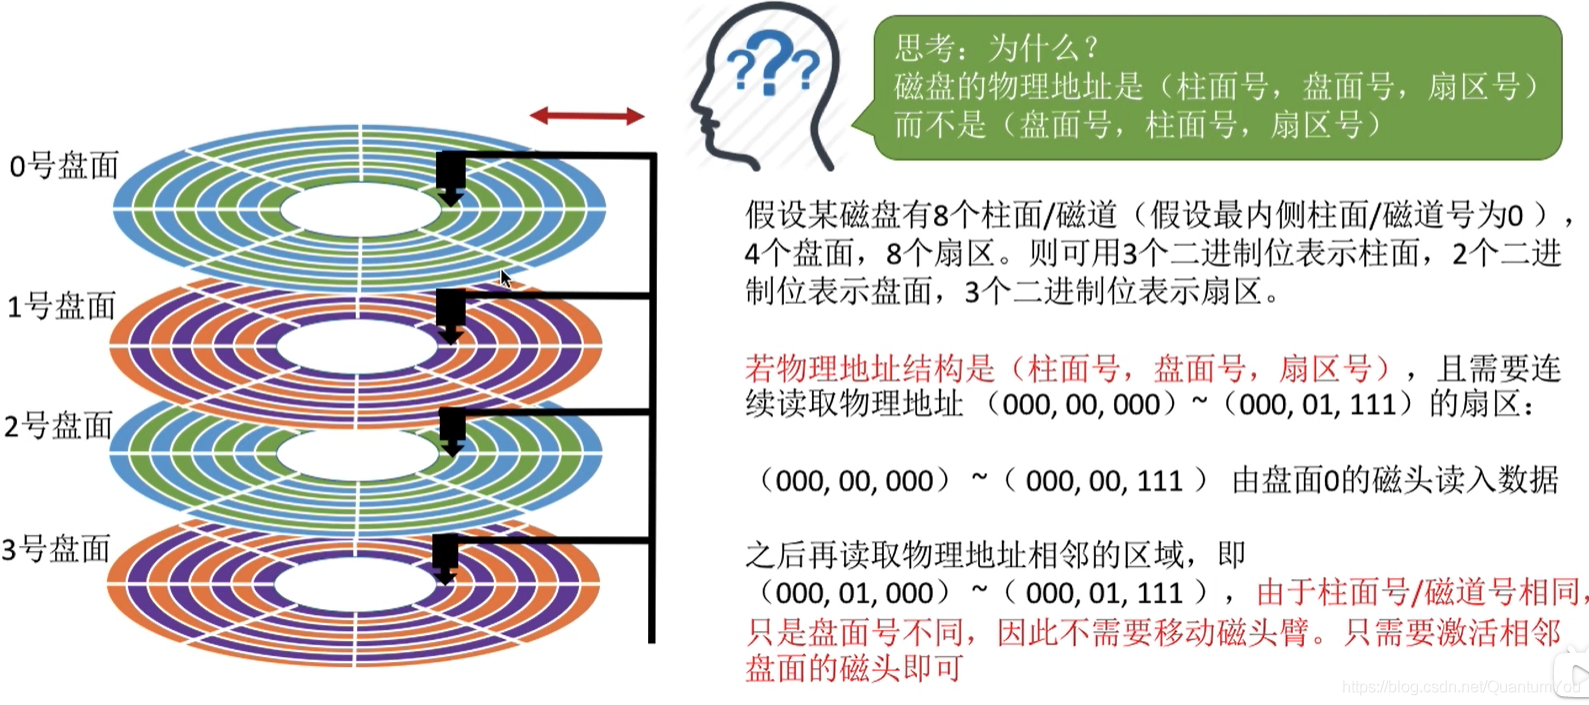 思考：为什么？
磁盘的物理地址是（柱面号，盘面号，扇区号）
而不是（盘面号，柱面号，扇区号）
? ? ?
0号盘面
1号盘面
2号盘面
3号盘面
假设某磁盘有8个柱面/磁道（假设最内侧柱面/磁道号为0 ），
4个盘面，8个扇区。则可用3个二进制位表示柱面，2个二进
制位表示盘面，3个二进制位表示扇区。
若物理地址结构是（柱面号，盘面号，扇区号），且需要连
续读取物理地址 （000, 00, 000）~（000, 01, 111）的扇区：
（000, 00, 000） ~（ 000, 00, 111 ） 由盘面0的磁头读入数据
之后再读取物理地址相邻的区域，即
（000, 01, 000） ~（ 000, 01, 111 ），由于柱面号/磁道号相同，
只是盘面号不同，因此不需要移动磁头臂。只需要激活相邻
盘面的磁头即可